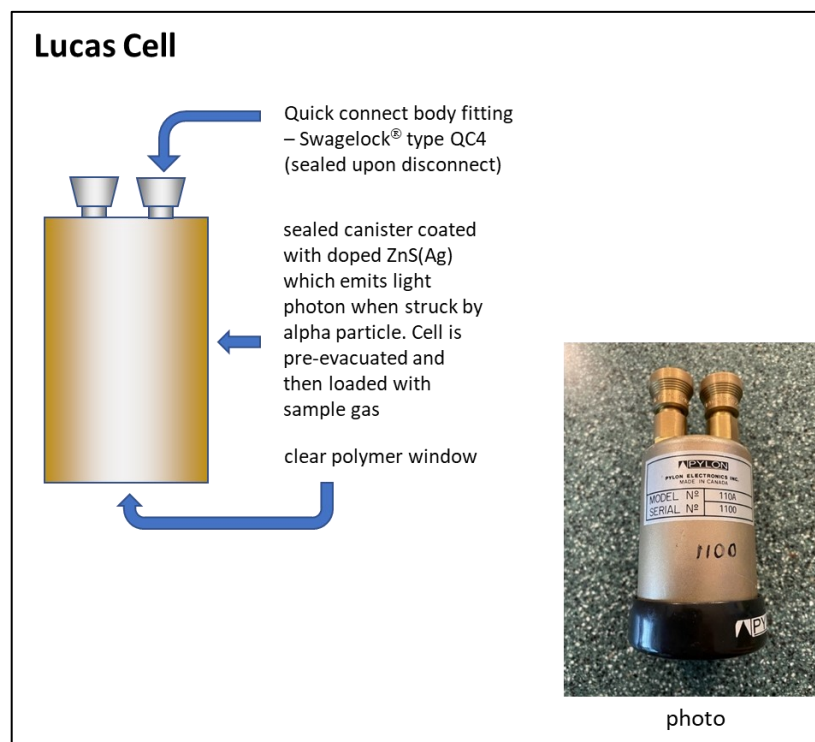 Lucas Cell
Quick connect body fitting
– Swagelock® type QC4
(sealed upon disconnect)
sealed canister coated
with doped ZnS(Ag)
which emits light
photon when struck by
alpha particle. Cell is
pre-evacuated and
then loaded with
sample gas
clear polymer window
PYLON
PYLON ELECTRONICS INC.
MADE IN CANADA
MODEL Nº 110A
SERIAL Nº 1100
1100
PY
photo